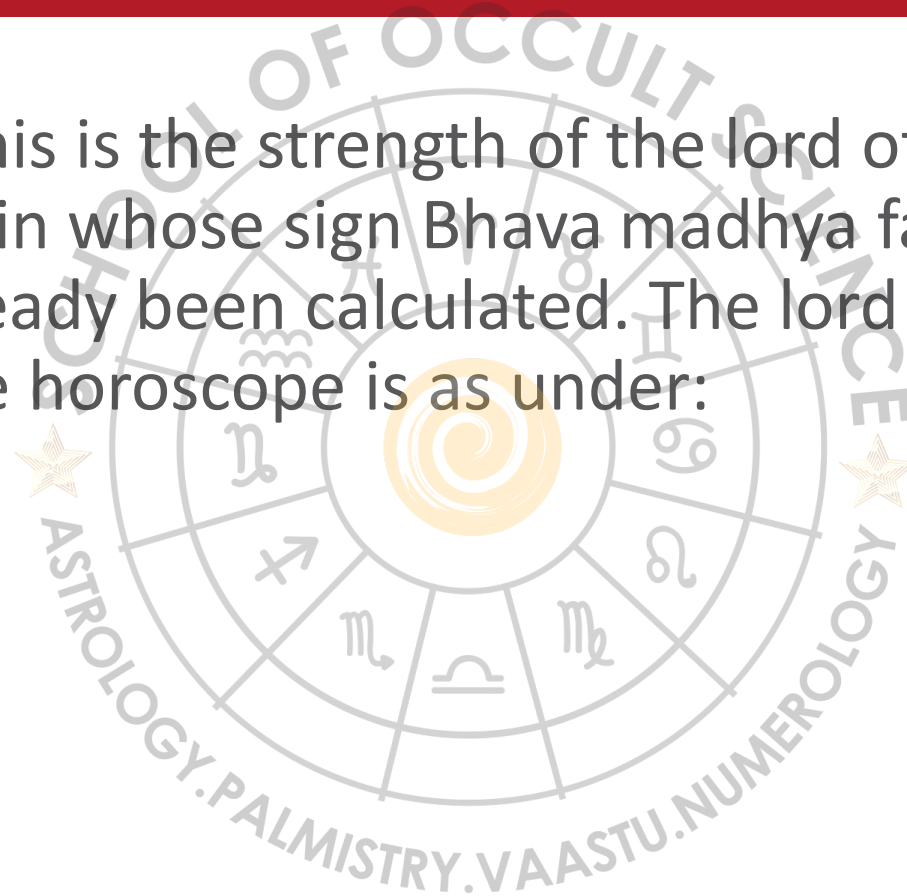 is is the strength of the lord of
in whose sign Bhava madhya fa
eady been calculated. The lord
e horoscope is as under:
SCHOOL OF OCCULT SCIENCE
ASTROLOGY.PALMISTRY.VAASTU.NUMEROLOGY